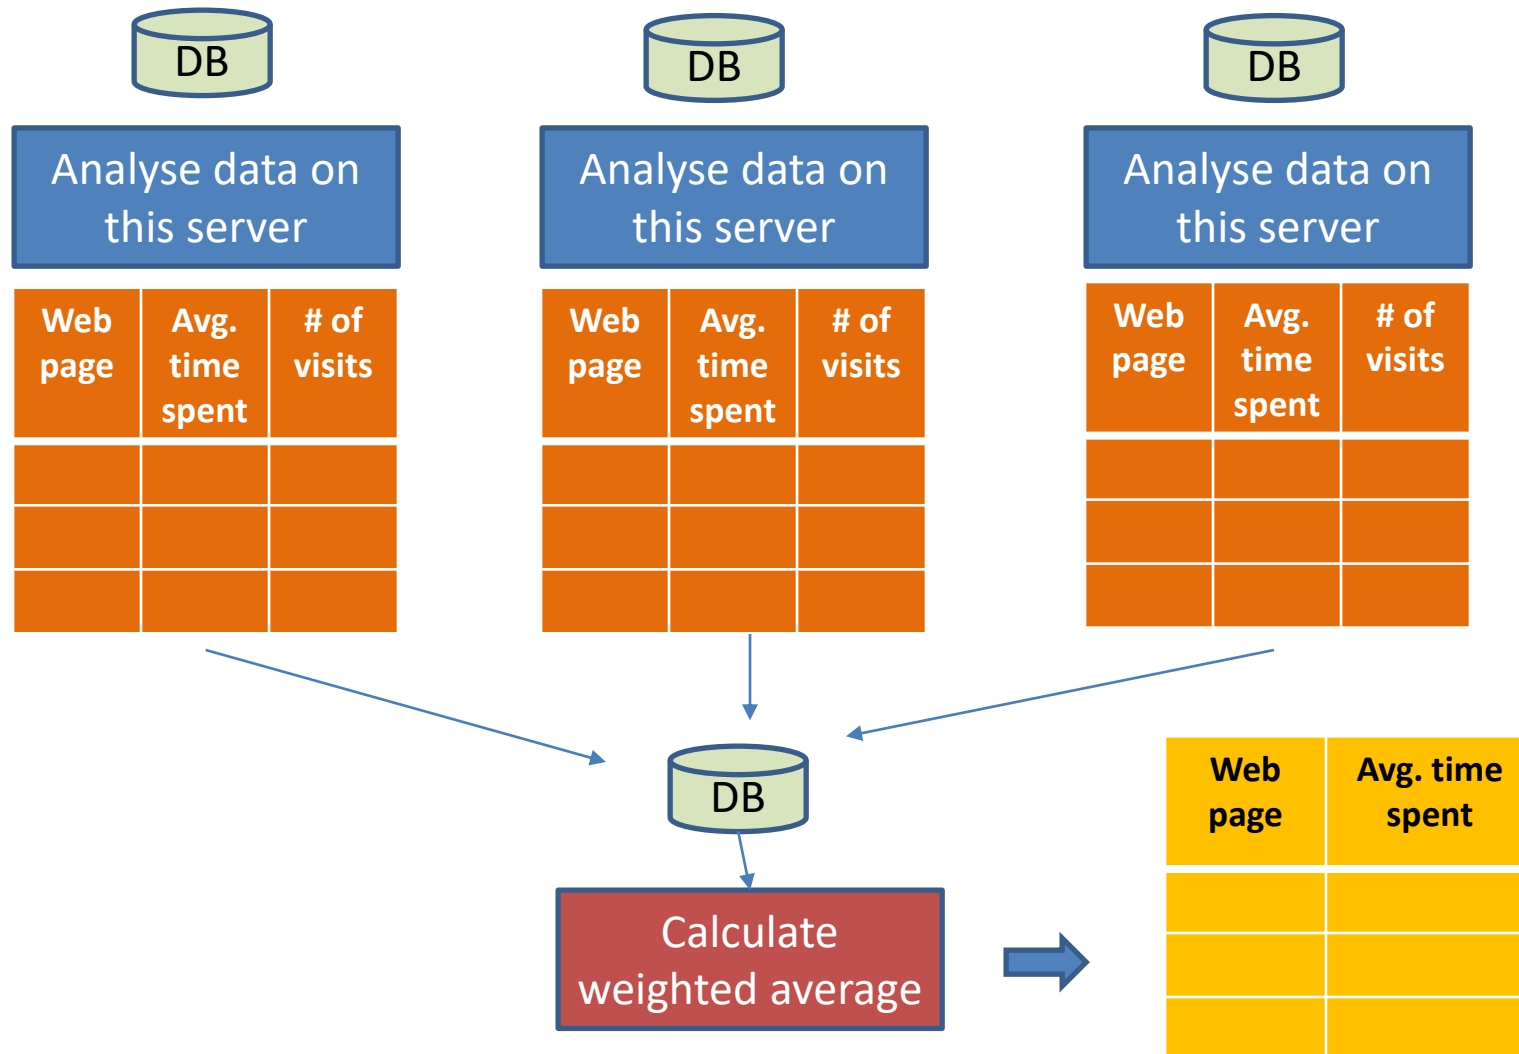 DB
DB
DB
Analyse data on
this server
Analyse data on
this server
Analyse data on
this server
Web
page
Avg.
time
spent
# of
visits
Web
page
Avg.
time
spent
# of
visits
Web
page
Avg.
time
spent
# of
visits
DB
Calculate
weighted average
Web
page
Avg. time
spent